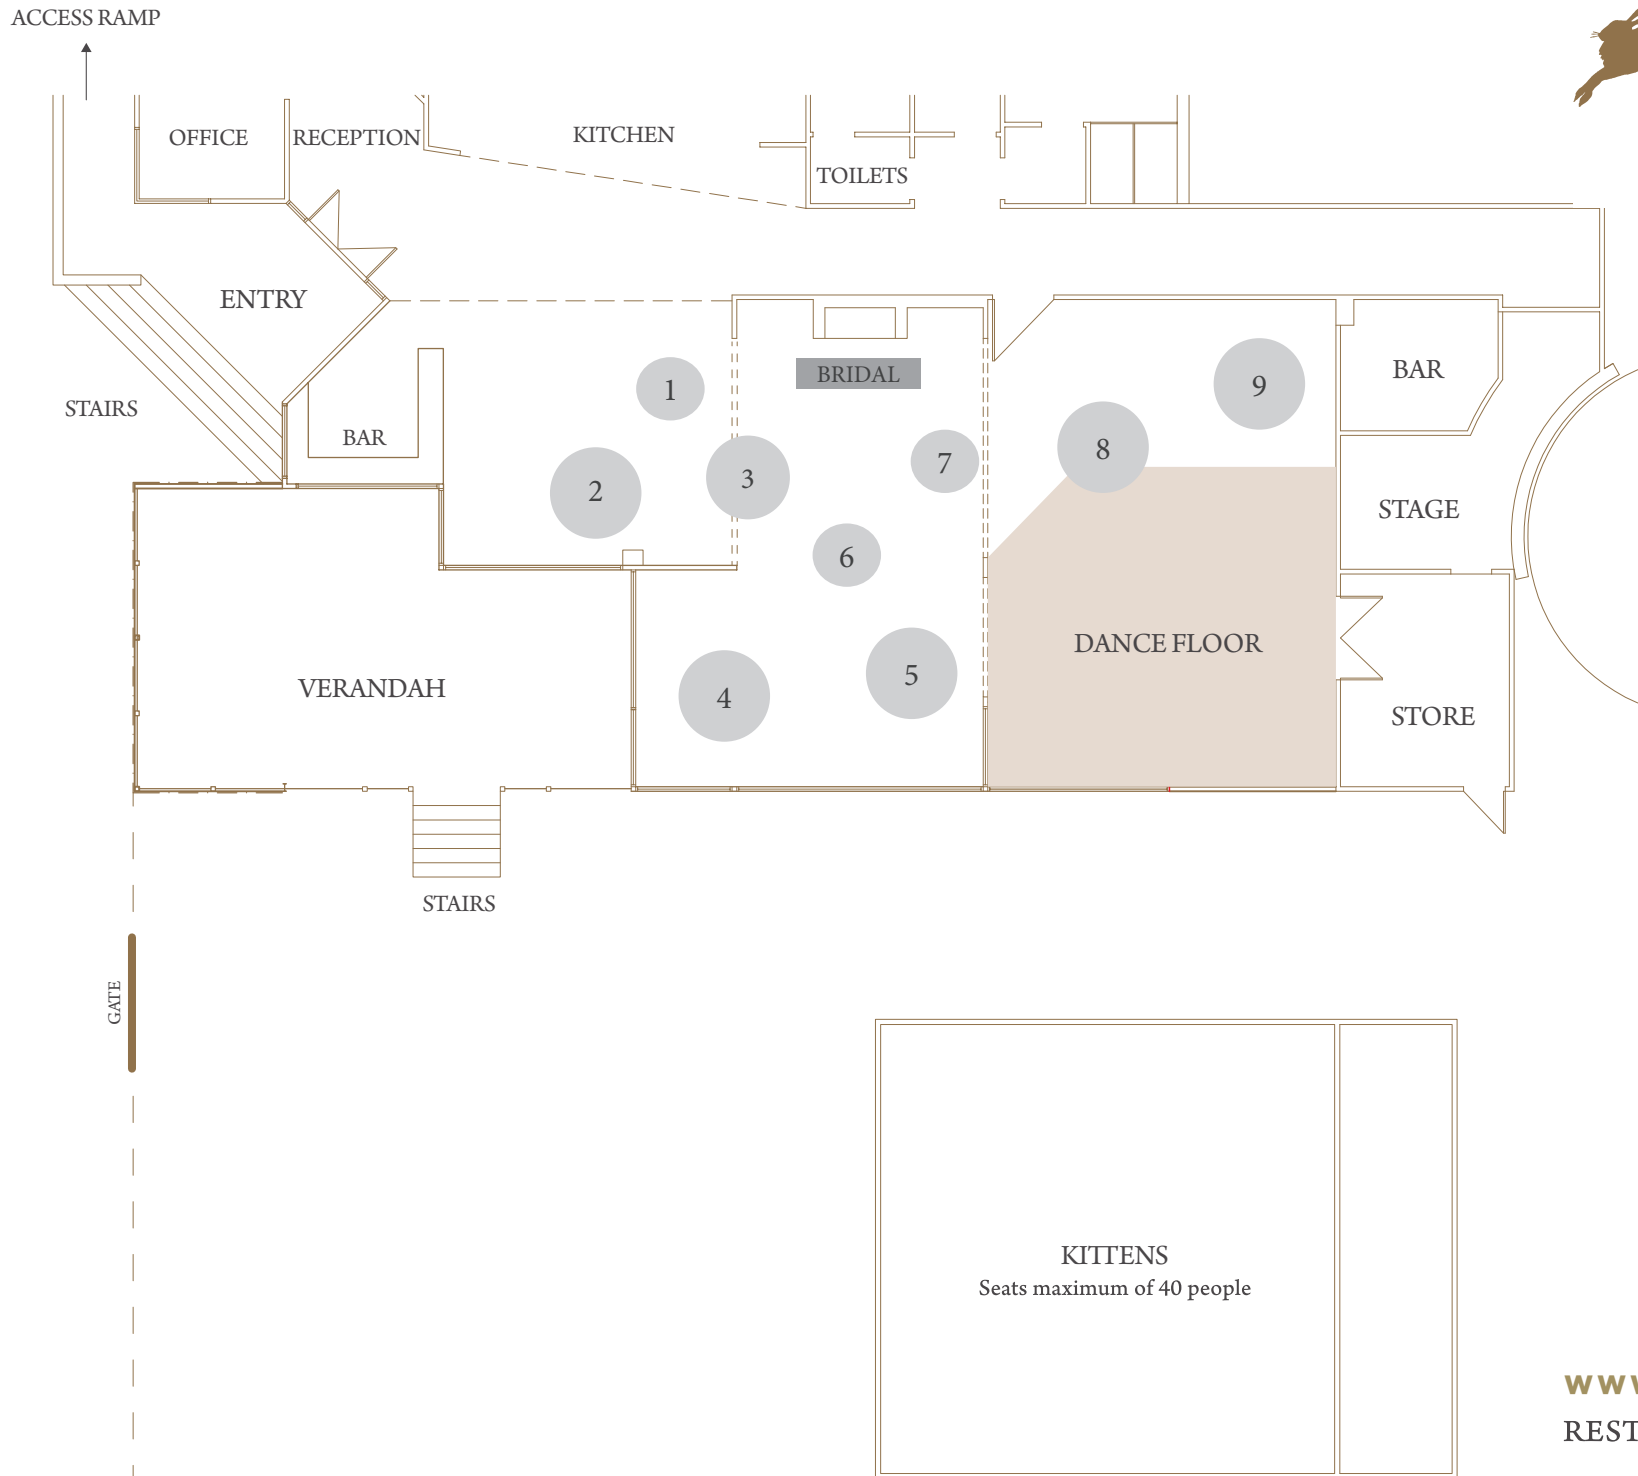 ACCESS RAMP
OFFICE
RECEPTION
KITCHEN
TOILETS
ENTRY
STAIRS
BAR
1
2
3
BRIDAL
7
6
4
5
8
9
BAR
STAGE
DANCE FLOOR
STORE
VERANDAH
STAIRS
GATE
KITTENS
Seats maximum of 40 people